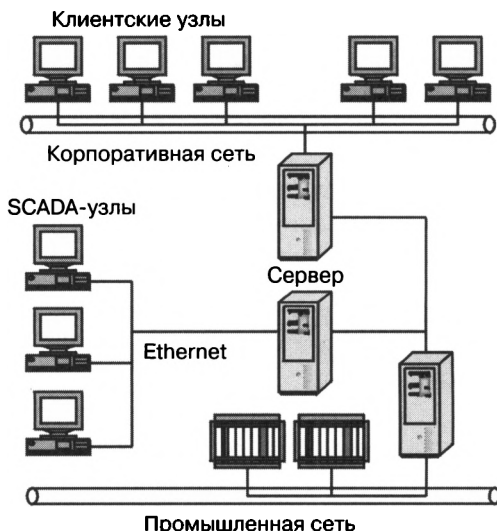 Клиентские узлы
Корпоративная сеть
SCADA-узлы
Сервер
Ethernet
Промышленная сеть